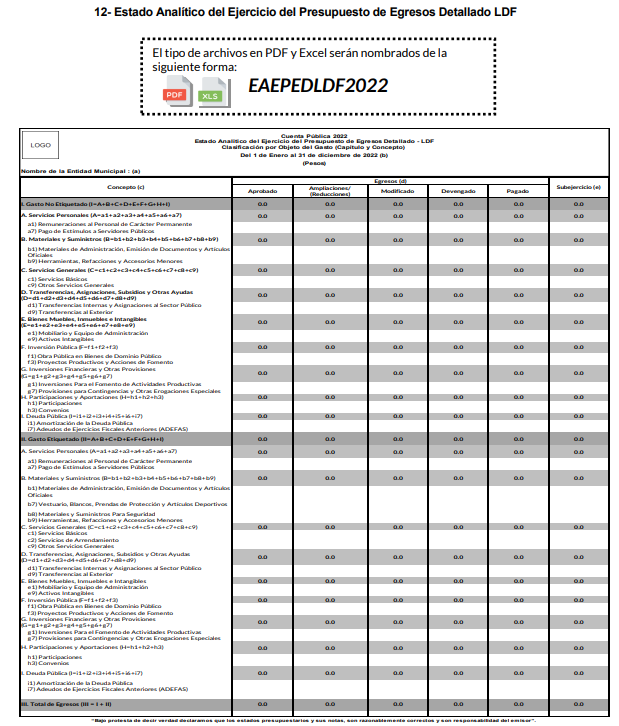 12- Estado Analítico del Ejercicio del Presupuesto de Egresos Detallado LDF
El tipo de archivos en PDF y Excel serán nombrados de la
siguiente forma:
PDF XLS EAEPEDLDF2022
LOGO
Cuenta Pública 2022
Estado Analítico del Ejercicio del Presupuesto de Egresos Detallado - LDF
Clasificación por Objeto del Gasto (Capítulo y Concepto)
Del 1 de Enero al 31 de diciembre de 2022 (b)
(Pesos)
Nombre de la Entidad Municipal : (a)
Concepto (c) Egresos (d) Subejercicio (e)
Aprobado Ampliaciones/ (Reducciones) Modificado Devengado Pagado
I. Gasto No Etiquetado (I=A+B+C+D+E+F+G+H+I) 0.0 0.0 0.0 0.0 0.0 0.0
A. Servicios Personales (A=a1+a2+a3+a4+a5+a6+a7) 0.0 0.0 0.0 0.0 0.0 0.0
a1) Remuneraciones al Personal de Carácter Permanente
a7) Pago de Estímulos a Servidores Públicos
B. Materiales y Suministros (B=b1+b2+b3+b4+b5+b6+b7+b8+b9) 0.0 0.0 0.0 0.0 0.0 0.0
b1) Materiales de Administración, Emisión de Documentos y Artículos
Oficiales
b9) Herramientas, Refacciones y Accesorios Menores
C. Servicios Generales (C=c1+c2+c3+c4+c5+c6+c7+c8+c9) 0.0 0.0 0.0 0.0 0.0 0.0
c1) Servicios Básicos
c9) Otros Servicios Generales
D. Transferencias, Asignaciones, Subsidios y Otras Ayudas
(D=d1+d2+d3+d4+d5+d6+d7+d8+d9) 0.0 0.0 0.0 0.0 0.0 0.0
d1) Transferencias Internas y Asignaciones al Sector Público
d9) Transferencias al Exterior
E. Bienes Muebles, Inmuebles e Intangibles
(E=e1+e2+e3+e4+e5+e6+e7+e8+e9) 0.0 0.0 0.0 0.0 0.0 0.0
e1) Mobiliario y Equipo de Administración
e9) Activos Intangibles
F. Inversión Pública (F=f1+f2+f3) 0.0 0.0 0.0 0.0 0.0 0.0
f1) Obra Pública en Bienes de Dominio Público
f3) Proyectos Productivos y Acciones de Fomento
G. Inversiones Financieras y Otras Provisiones
(G=g1+g2+g3+g4+g5+g6+g7) 0.0 0.0 0.0 0.0 0.0 0.0
g1) Inversiones Para el Fomento de Actividades Productivas
g7) Provisiones para Contingencias y Otras Erogaciones Especiales
H. Participaciones y Aportaciones (H=h1+h2+h3) 0.0 0.0 0.0 0.0 0.0 0.0
h1) Participaciones
h3) Convenios
I. Deuda Pública (I=i1+i2+i3+i4+i5+i6+i7) 0.0 0.0 0.0 0.0 0.0 0.0
i1) Amortización de la Deuda Pública
i7) Adeudos de Ejercicios Fiscales Anteriores (ADEFAS)
II. Gasto Etiquetado (II=A+B+C+D+E+F+G+H+I) 0.0 0.0 0.0 0.0 0.0 0.0
A. Servicios Personales (A=a1+a2+a3+a4+a5+a6+a7) 0.0 0.0 0.0 0.0 0.0 0.0
a1) Remuneraciones al Personal de Carácter Permanente
a7) Pago de Estímulos a Servidores Públicos
B. Materiales y Suministros (B=b1+b2+b3+b4+b5+b6+b7+b8+b9) 0.0 0.0 0.0 0.0 0.0 0.0
b1) Materiales de Administración, Emisión de Documentos y Artículos
Oficiales
b7) Vestuario, Blancos, Prendas de Protección y Artículos Deportivos
b8) Materiales y Suministros Para Seguridad
b9) Herramientas, Refacciones y Accesorios Menores
C. Servicios Generales (C=c1+c2+c3+c4+c5+c6+c7+c8+c9) 0.0 0.0 0.0 0.0 0.0 0.0
c1) Servicios Básicos
c2) Servicios de Arrendamiento
c9) Otros Servicios Generales
D. Transferencias, Asignaciones, Subsidios y Otras Ayudas
(D=d1+d2+d3+d4+d5+d6+d7+d8+d9) 0.0 0.0 0.0 0.0 0.0 0.0
d1) Transferencias Internas y Asignaciones al Sector Público
d9) Transferencias al Exterior
E. Bienes Muebles, Inmuebles e Intangibles 0.0 0.0 0.0 0.0 0.0 0.0
e1) Mobiliario y Equipo de Administración
e9) Activos Intangibles
F. Inversión Pública (F=f1+f2+f3) 0.0 0.0 0.0 0.0 0.0 0.0
f1) Obra Pública en Bienes de Dominio Público
f3) Proyectos Productivos y Acciones de Fomento
G. Inversiones Financieras y Otras Provisiones
(G=g1+g2+g3+g4+g5+g6+g7) 0.0 0.0 0.0 0.0 0.0 0.0
g1) Inversiones Para el Fomento de Actividades Productivas
g7) Provisiones para Contingencias y Otras Erogaciones Especiales
H. Participaciones y Aportaciones (H=h1+h2+h3) 0.0 0.0 0.0 0.0 0.0 0.0
h1) Participaciones
h3) Convenios
I. Deuda Pública (I=i1+i2+i3+i4+i5+i6+i7) 0.0 0.0 0.0 0.0 0.0 0.0
i1) Amortización de la Deuda Pública
i7) Adeudos de Ejercicios Fiscales Anteriores (ADEFAS)
III. Total de Egresos (III = I + II) 0.0 0.0 0.0 0.0 0.0 0.0
"Bajo protesta de decir verdad declaramos que los estados presupuestarios y sus notas, son razonablemente correctos y son responsabilidad del emisor".